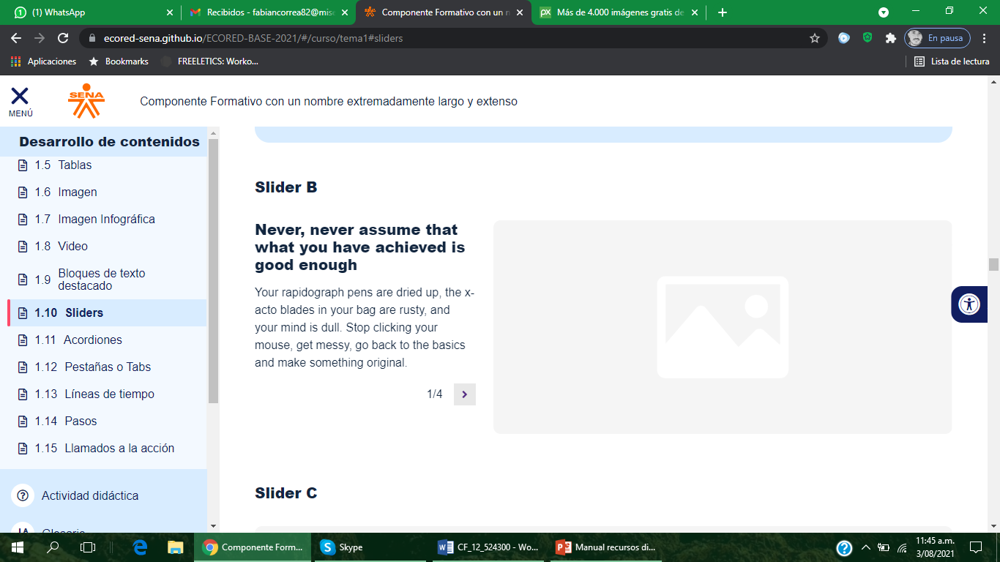 (1) WhatsApp
Recibidos - fabiancorrea82@mis
Componente Formativo con un n
Más de 4.000 imágenes gratis de
ecored-sena.github.io/ECORED-BASE-2021/#/curso/tema1#sliders
En pausa
Aplicaciones
Bookmarks
FREELETICS: Worko...
Lista de lectura
MENÚ
SENA
Componente Formativo con un nombre extremadamente largo y extenso
Desarrollo de contenidos
1.5 Tablas
1.6 Imagen
1.7 Imagen Infográfica
1.8 Video
1.9 Bloques de texto
destacado
1.10 Sliders
1.11 Acordiones
1.12 Pestañas o Tabs
1.13 Líneas de tiempo
1.14 Pasos
1.15 Llamados a la acción
Actividad didáctica
Glosario
Slider B
Never, never assume that
what you have achieved is
good enough
Your rapidograph pens are dried up, the x-
acto blades in your bag are rusty, and
your mind is dull. Stop clicking your
mouse, get messy, go back to the basics
and make something original.
1/4
Slider C
Componente Form...
Skype
CF_12_524300 - Wo...
Manual recursos di...
11:45 a.m.
3/08/2021